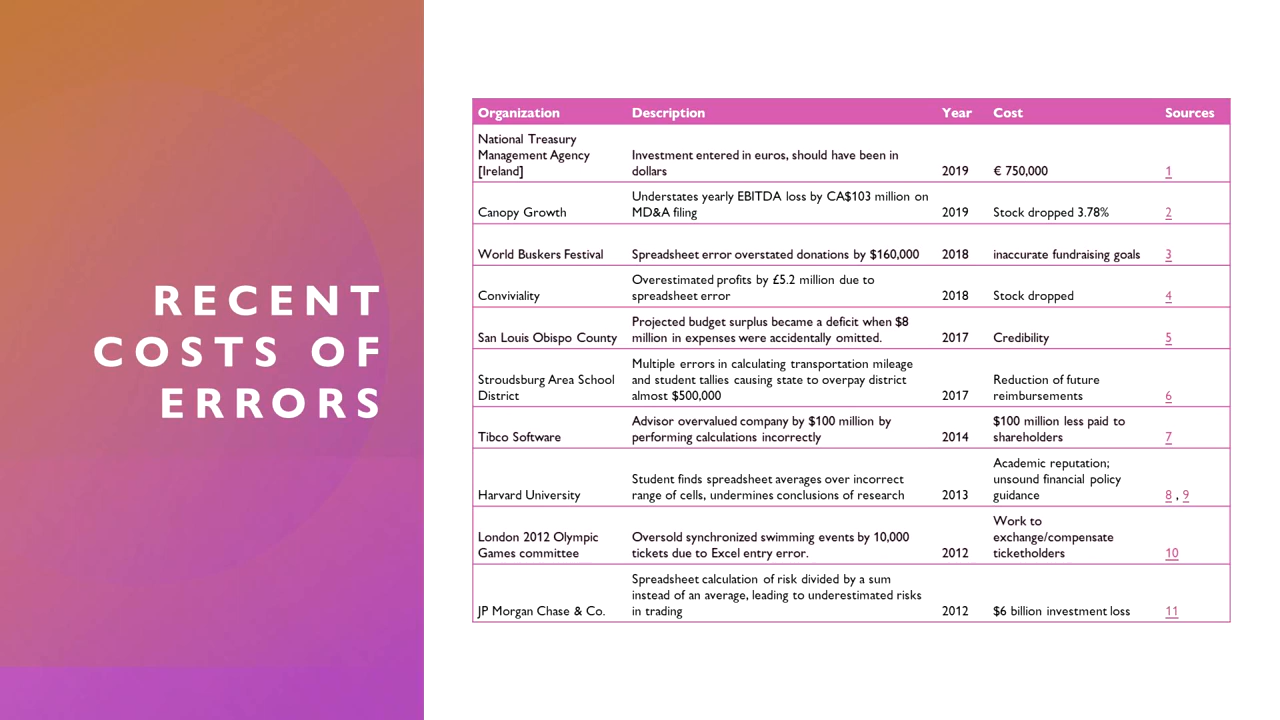 RECENT
COSTS OF
ERRORS
Organization Description Year Cost Sources
National Treasury
Management Agency
[Ireland]
Investment entered in euros, should have been in
dollars
2019
€ 750,000
1
Canopy Growth
Understates yearly EBITDA loss by CA$103 million on
MD&A filing
2019
Stock dropped 3.78%
2
World Buskers Festival
Spreadsheet error overstated donations by $160,000
2018
inaccurate fundraising goals
3
Conviviality
Overestimated profits by £5.2 million due to
spreadsheet error
2018
Stock dropped
4
San Louis Obispo County
Projected budget surplus became a deficit when $8
million in expenses were accidentally omitted.
2017
Credibility
5
Stroudsburg Area School
District
Multiple errors in calculating transportation mileage
and student tallies causing state to overpay district
almost $500,000
2017
Reduction of future
reimbursements
6
Tibco Software
Advisor overvalued company by $100 million by
performing calculations incorrectly
2014
$100 million less paid to
shareholders
7
Harvard University
Student finds spreadsheet averages over incorrect
range of cells, undermines conclusions of research
2013
Academic reputation;
unsound financial policy
guidance
8 , 9
London 2012 Olympic
Games committee
Oversold synchronized swimming events by 10,000
tickets due to Excel entry error.
2012
Work to
exchange/compensate
ticketholders
10
JP Morgan Chase & Co.
Spreadsheet calculation of risk divided by a sum
instead of an average, leading to underestimated risks
in trading
2012
$6 billion investment loss
11